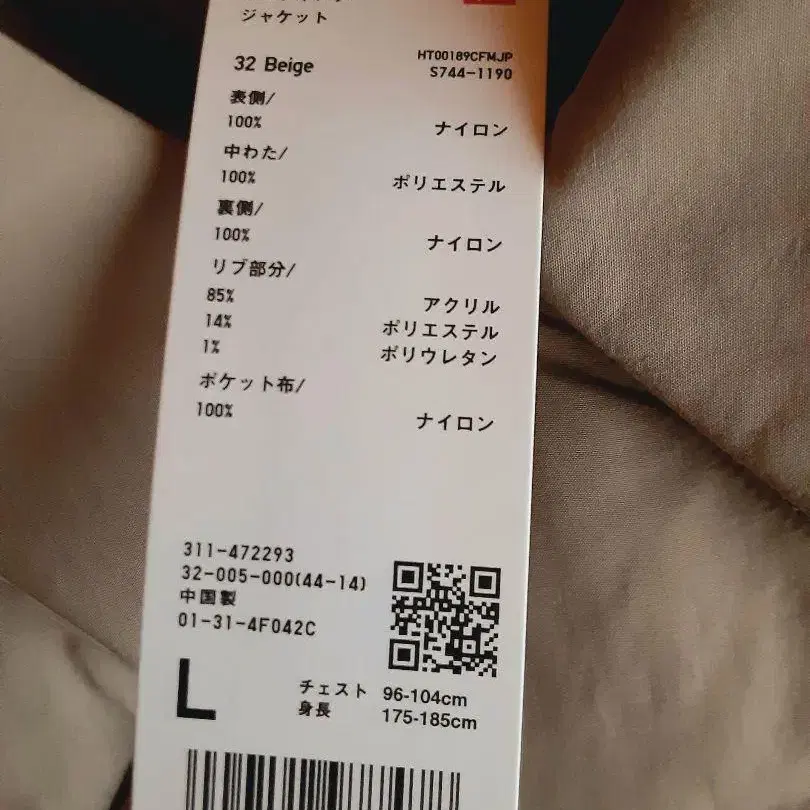 ジャケット
32 Beige
HT00189CFMJP
S744-1190
表側/
100% ナイロン
中わた/
100% ポリエステル
裏側/
100% ナイロン
リブ部分/
85% アクリル
14% ポリエステル
1% ポリウレタン
ポケット布/
100% ナイロン
311-472293
32-005-000(44-14)
中国製
01-31-4F042C
L
チェスト 96-104cm
身長 175-185cm